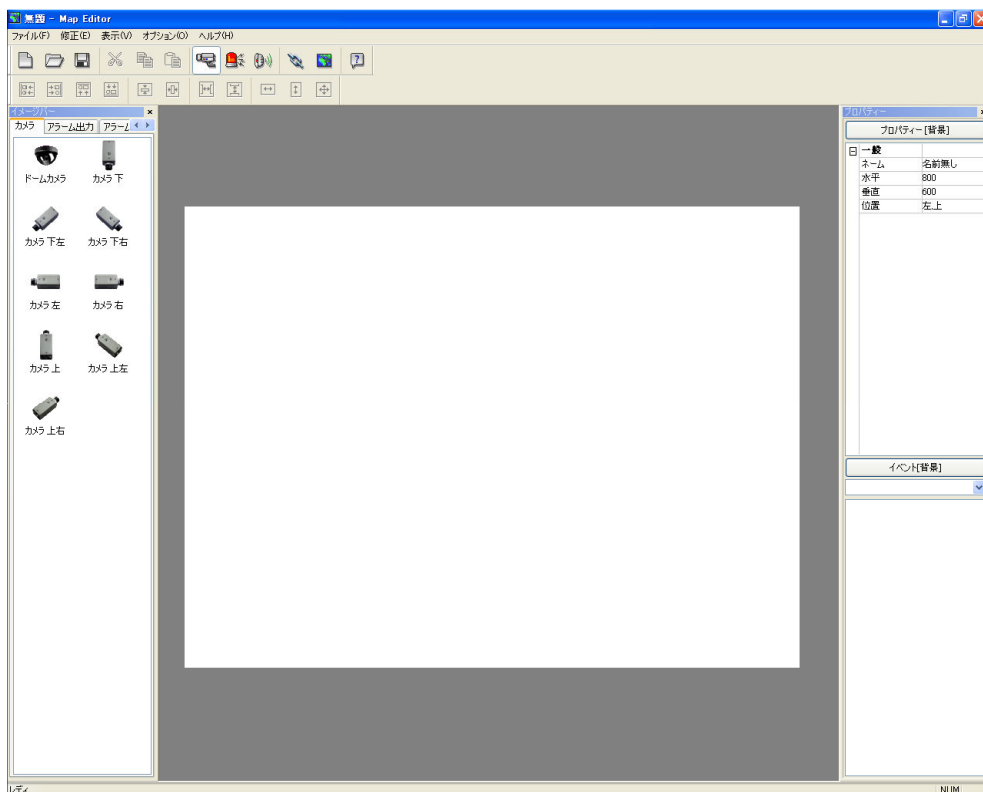 無題 - Map Editor
ファイル(F) 修正(E) 表示(V) オプション(O) ヘルプ(H)
イメージバー
カメラ アラーム出力 アラーム
ドームカメラ カメラ 下
カメラ 下左 カメラ 下右
カメラ 左 カメラ 右
カメラ 上 カメラ 上左
カメラ 上右
プロパティー
プロパティー [背景]
一般
ネーム 名前無し
水平 800
垂直 600
位置 左上
イベント[背景]
レディ NUM